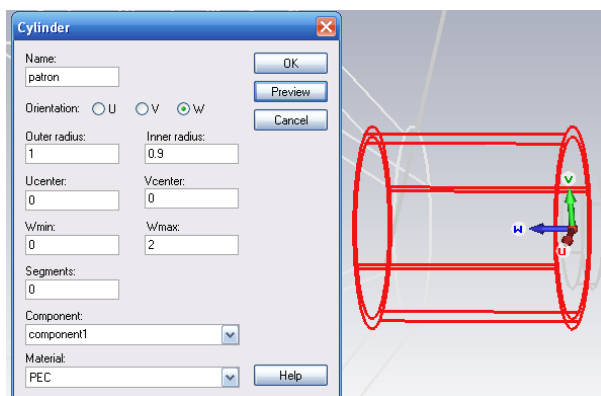 Cylinder
Name:
OK
patron
Preview
Orientation: U V W
Cancel
Outer radius: Inner radius:
1 0.9
Ucenter: Vcenter:
0 0
Wmin: Wmax:
0 2
Segments:
0
Component:
component1
Material:
PEC Help
V
W
U